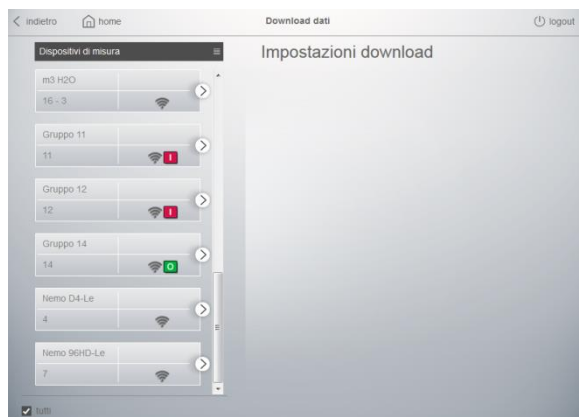 indietro home Download dati logout
Dispositivi di misura
Impostazioni download
m3 H2O
16 - 3
Gruppo 11
11 I
Gruppo 12
12 I
Gruppo 14
14 O
Nemo D4-Le
4
Nemo 96HD-Le
7
tutti